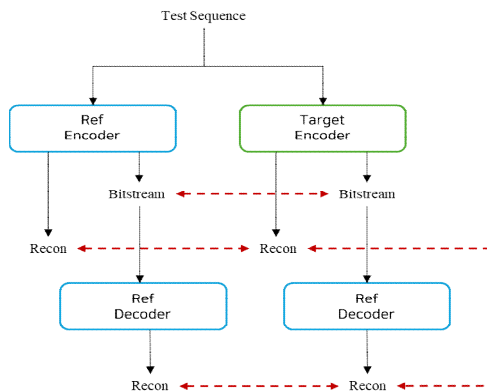 Test Sequence
Ref
Encoder
Target
Encoder
Bitstream
Bitstream
Recon
Recon
Ref
Decoder
Ref
Decoder
Recon
Recon